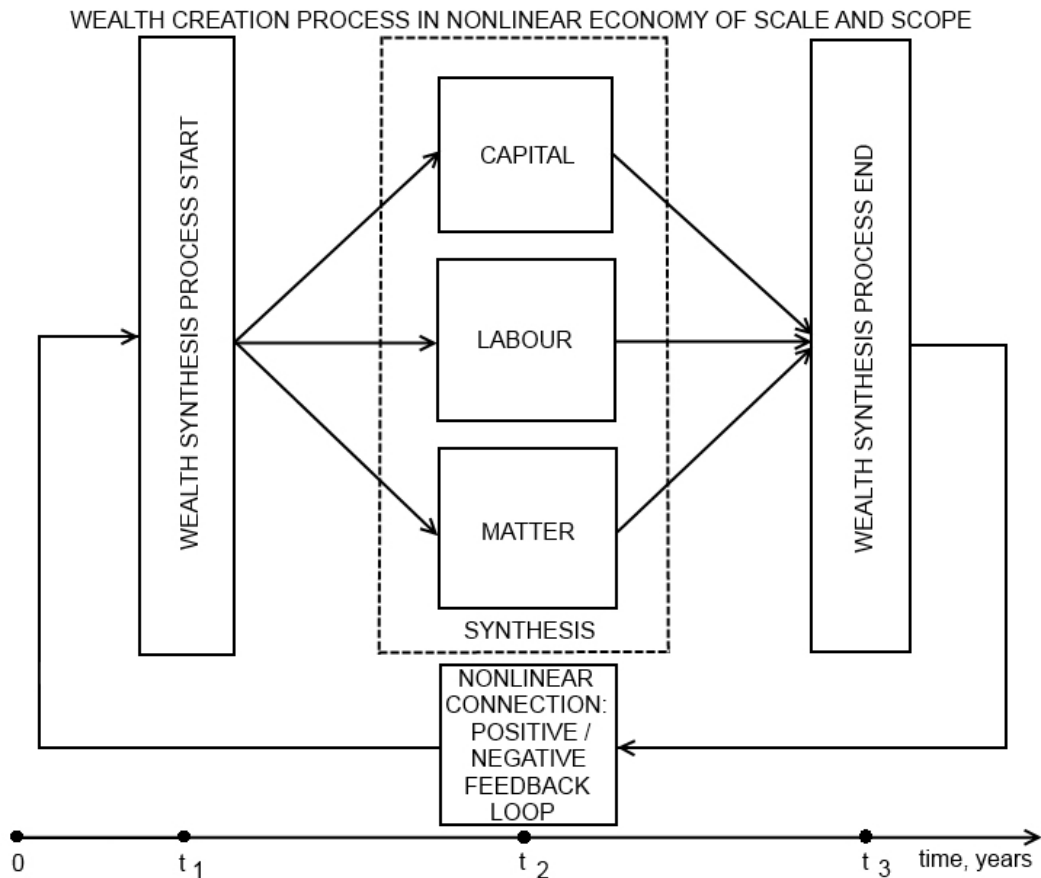 WEALTH CREATION PROCESS IN NONLINEAR ECONOMY OF SCALE AND SCOPE
WEALTH SYNTHESIS PROCESS START
CAPITAL
LABOUR
MATTER
SYNTHESIS
WEALTH SYNTHESIS PROCESS END
NONLINEAR
CONNECTION:
POSITIVE /
NEGATIVE
FEEDBACK
LOOP
0
t 1
t 2
t 3
time, years